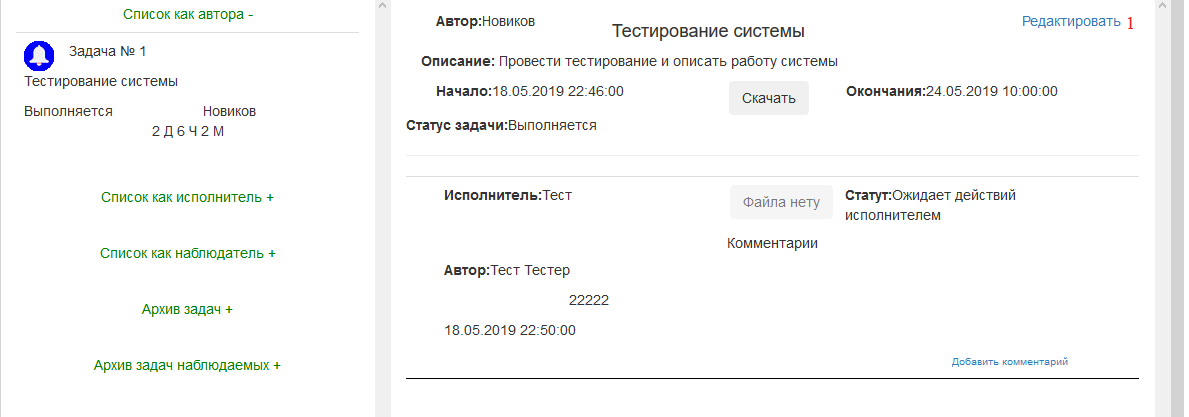 Список как автора -
Задача № 1
Тестирование системы
Выполняется Новиков
2 Д 6 Ч 2 М
Список как исполнитель +
Список как наблюдатель +
Архив задач +
Архив задач наблюдаемых +
Автор:Новиков
Тестирование системы
Редактировать 1
Описание: Провести тестирование и описать работу системы
Начало:18.05.2019 22:46:00
Скачать
Окончания:24.05.2019 10:00:00
Статус задачи:Выполняется
Исполнитель:Тест
Файла нету
Статут:Ожидает действий
исполнителем
Комментарии
Автор:Тест Тестер
22222
18.05.2019 22:50:00
Добавить комментарий